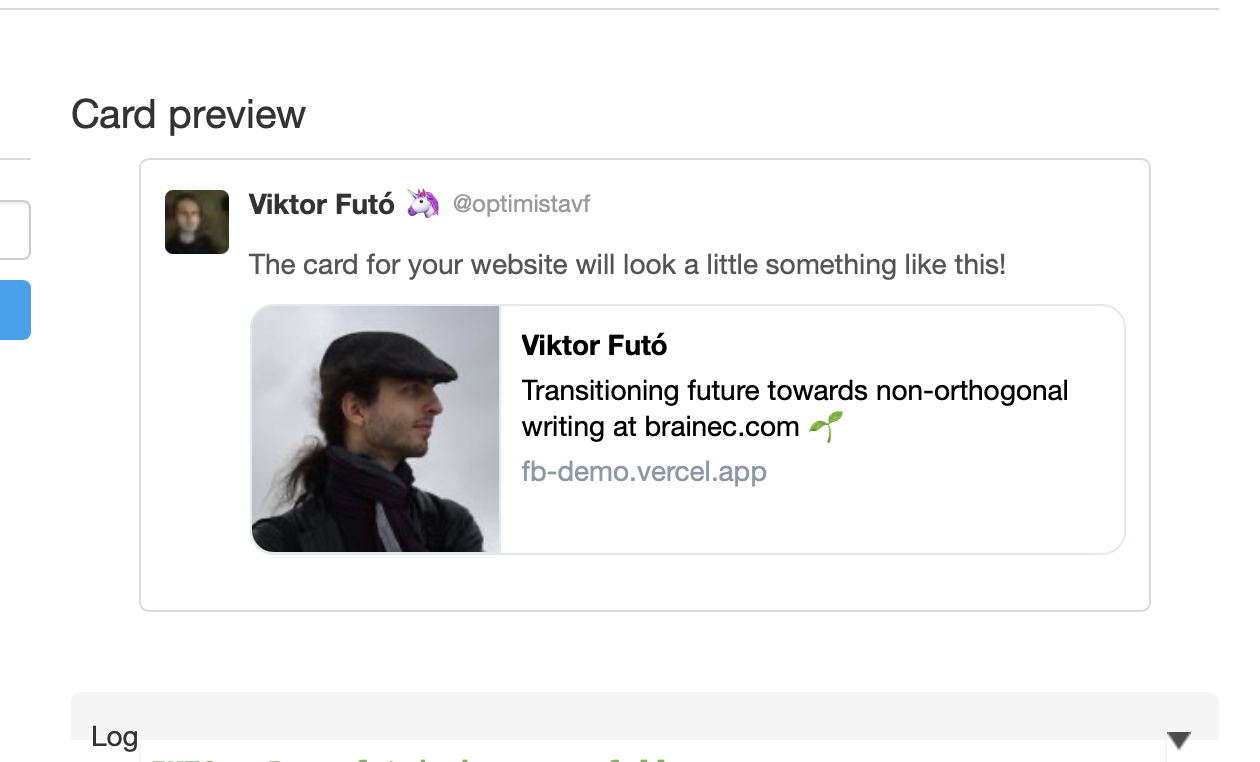 Card preview
Viktor Futó 🦄 @optimistavf
The card for your website will look a little something like this!
Viktor Futó
Transitioning future towards non-orthogonal
writing at brainec.com 🌱
fb-demo.vercel.app
Log